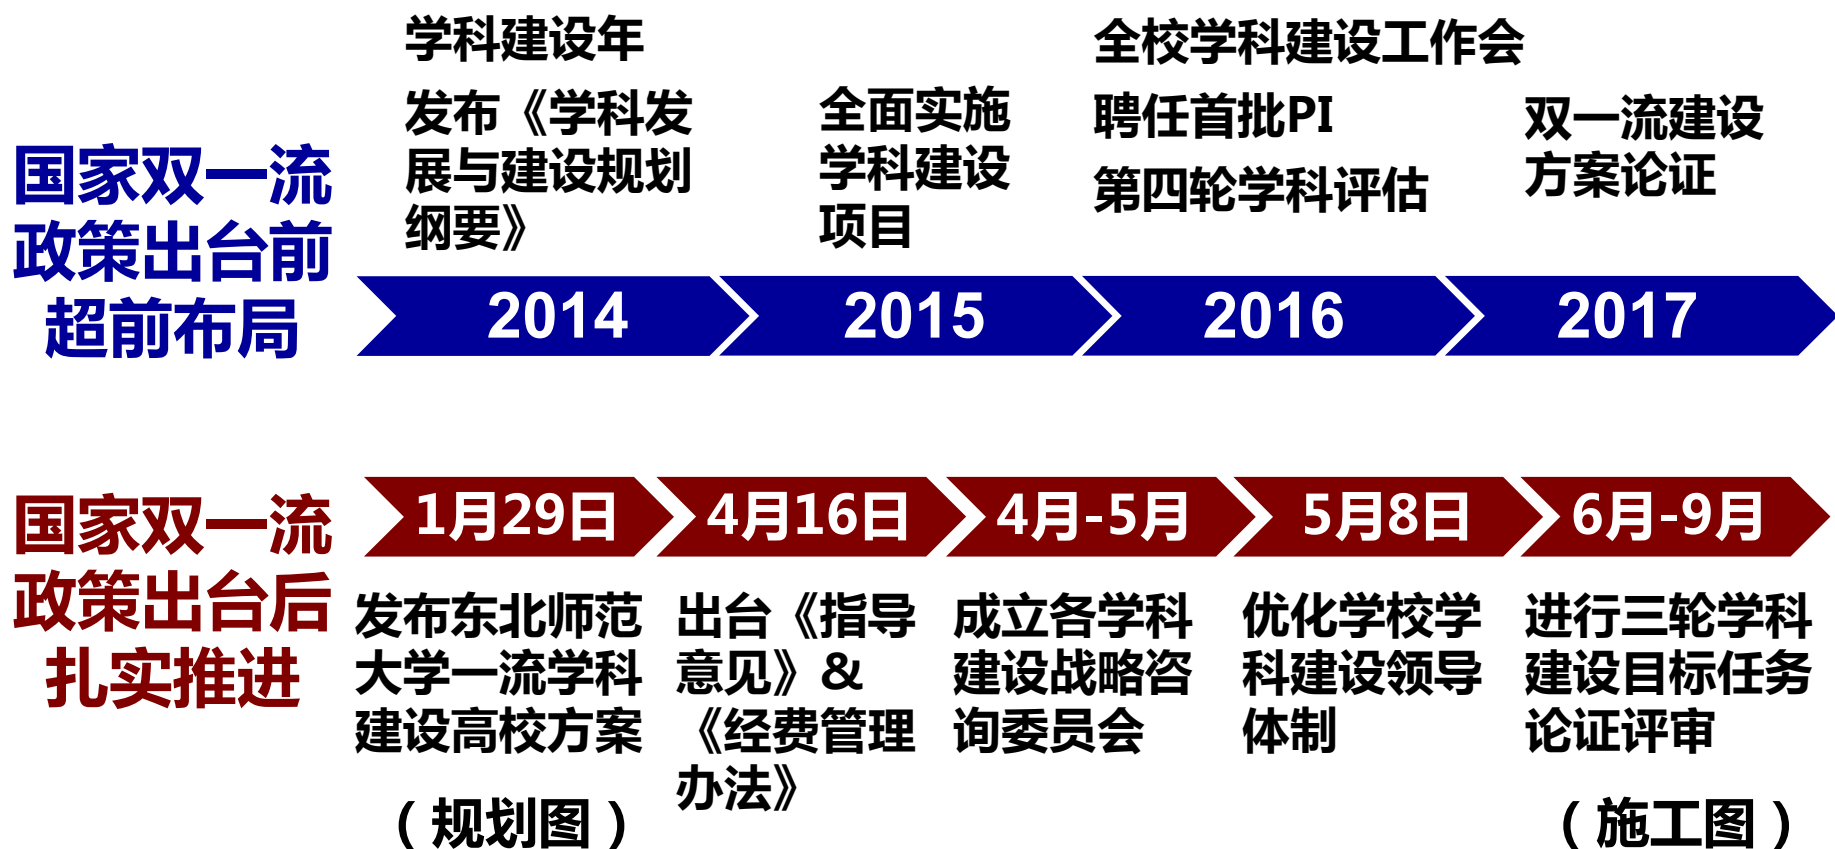 国家双一流
政策出台前
超前布局
学科建设年
发布《学科发
展与建设规划
纲要》
全面实施
学科建设
项目
全校学科建设工作会
聘任首批PI
第四轮学科评估
双一流建设
方案论证
2014
2015
2016
2017
国家双一流
政策出台后
扎实推进
1月29日
4月16日
4月-5月
5月8日
6月-9月
发布东北师范
大学一流学科
建设高校方案
（规划图）
出台《指导
意见》&
《经费管理
办法》
成立各学科
建设战略咨
询委员会
优化学校学
科建设领导
体制
进行三轮学科
建设目标任务
论证评审
（施工图）